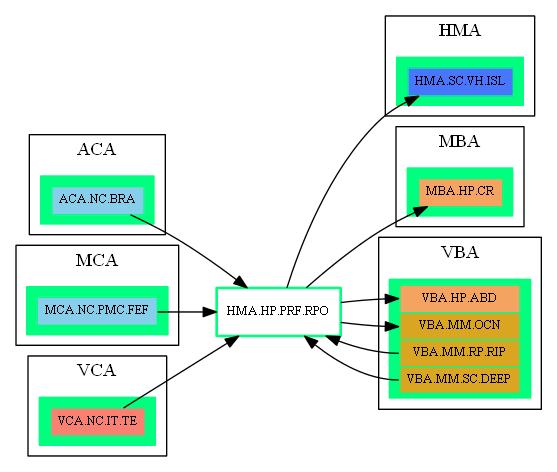 HMA
HMA.SC.VH.ISL
MBA
MBA.HP.CR
ACA
ACA.NC.BRA
MCA
MCA.NC.PMC.FEF
VCA
VCA.NC.IT.TE
HMA.HP.PRF.RPO
VBA
VBA.HP.ABD
VBA.MM.OCN
VBA.MM.RP.RIP
VBA.MM.SC.DEEP